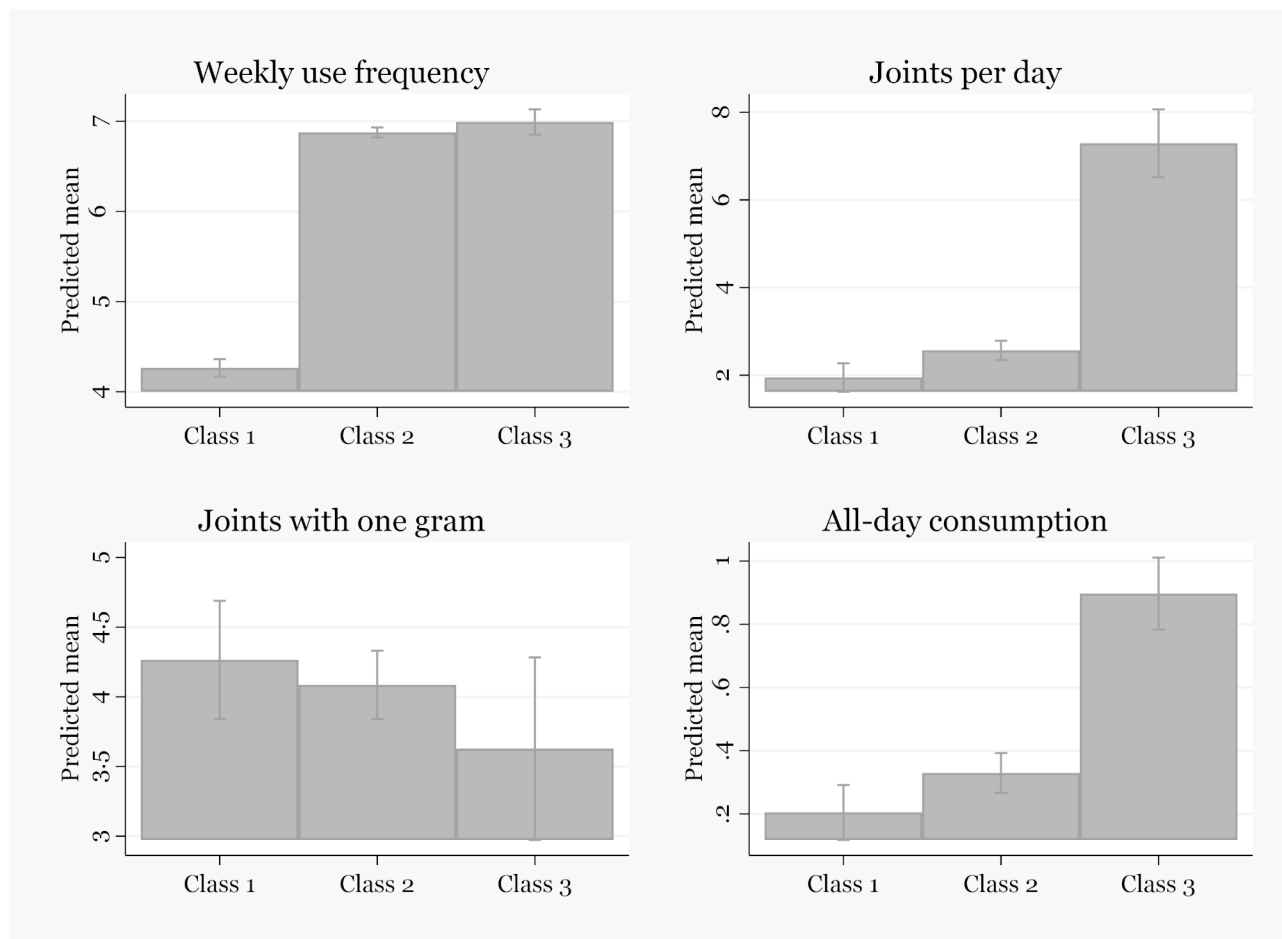 Weekly use frequency
Predicted mean
7
6
5
4
Class 1 Class 2 Class 3
Joints per day
Predicted mean
8
6
4
2
Class 1 Class 2 Class 3
Joints with one gram
Predicted mean
5
4.5
4
3.5
3
Class 1 Class 2 Class 3
All-day consumption
Predicted mean
1
.8
.6
.4
.2
Class 1 Class 2 Class 3